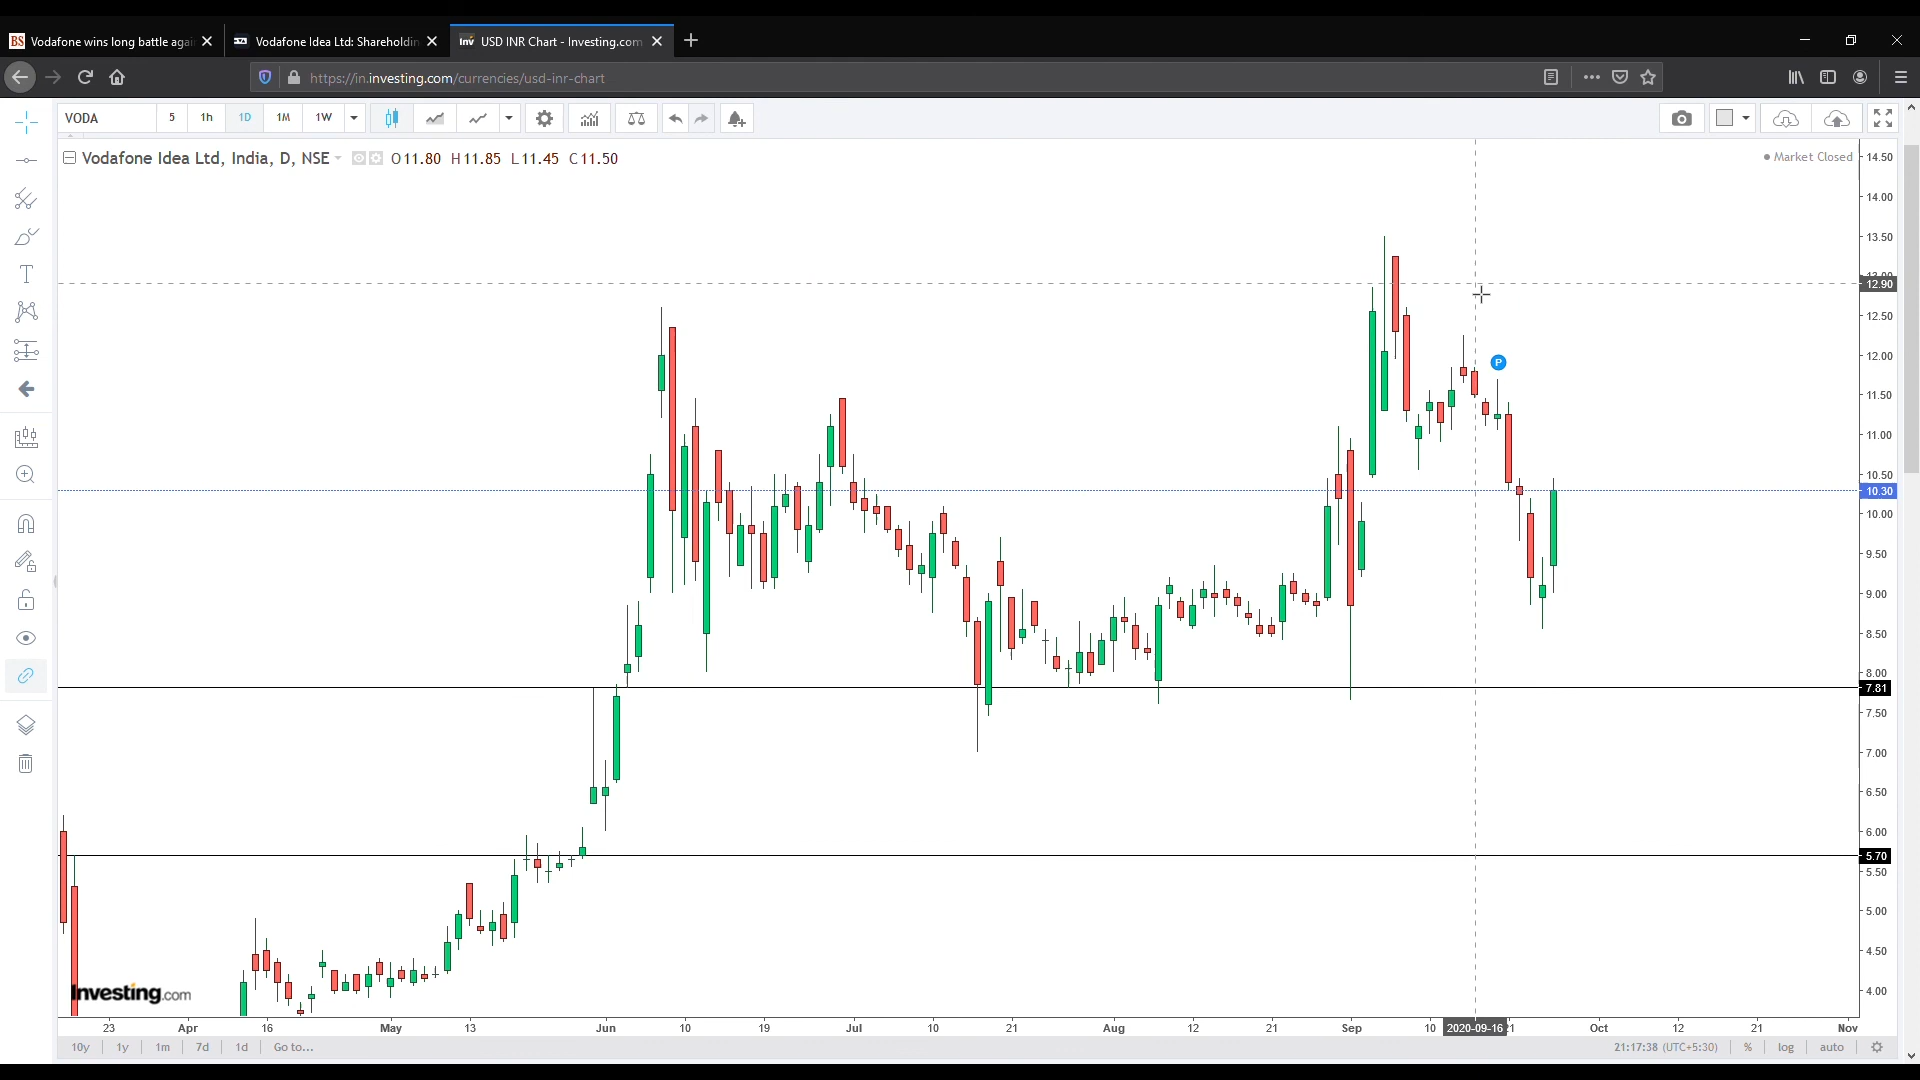 BS Vodafone wins long battle agai
Vodafone Idea Ltd: Shareholdin
Inv USD INR Chart - Investing.com
https://in.investing.com/currencies/usd-inr-chart
VODA 5 1h 1D 1M 1W
Vodafone Idea Ltd, India, D, NSE O11.80 H11.85 L11.45 C11.50
Market Closed
14.50
14.00
13.50
13.00
12.90
12.50
12.00
P
11.50
11.00
10.50
10.30
10.00
9.50
9.00
8.50
8.00
7.81
7.50
7.00
6.50
6.00
5.70
5.50
5.00
4.50
4.00
Investing.com
23 Apr 16 May 13 Jun 10 19 Jul 10 21 Aug 12 21 Sep 10 2020-09-16 Oct 12 21 Nov
10y 1y 1m 7d 1d Go to... 21:17:38 (UTC+5:30) % log auto